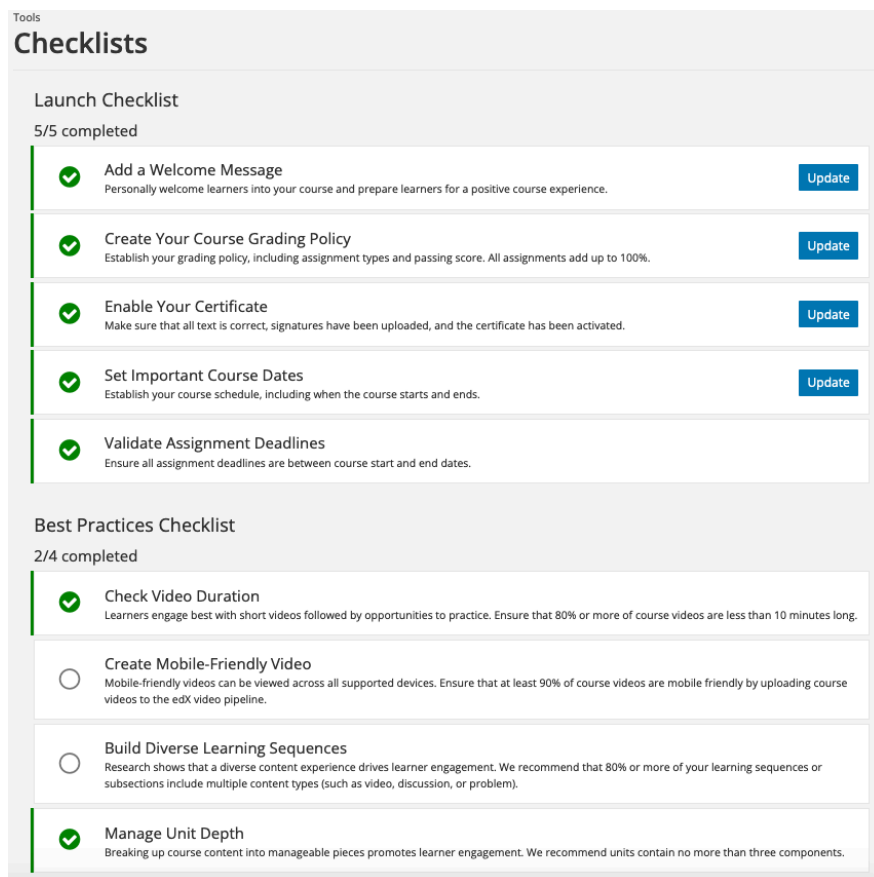 Tools
Checklists
Launch Checklist
5/5 completed
Add a Welcome Message
Personally welcome learners into your course and prepare learners for a positive course experience.
Update
Create Your Course Grading Policy
Establish your grading policy, including assignment types and passing score. All assignments add up to 100%.
Update
Enable Your Certificate
Make sure that all text is correct, signatures have been uploaded, and the certificate has been activated.
Update
Set Important Course Dates
Establish your course schedule, including when the course starts and ends.
Update
Validate Assignment Deadlines
Ensure all assignment deadlines are between course start and end dates.
Best Practices Checklist
2/4 completed
Check Video Duration
Learners engage best with short videos followed by opportunities to practice. Ensure that 80% or more of course videos are less than 10 minutes long.
Create Mobile-Friendly Video
Mobile-friendly videos can be viewed across all supported devices. Ensure that at least 90% of course videos are mobile friendly by uploading course
videos to the edX video pipeline.
Build Diverse Learning Sequences
Research shows that a diverse content experience drives learner engagement. We recommend that 80% or more of your learning sequences or
subsections include multiple content types (such as video, discussion, or problem).
Manage Unit Depth
Breaking up course content into manageable pieces promotes learner engagement. We recommend units contain no more than three components.